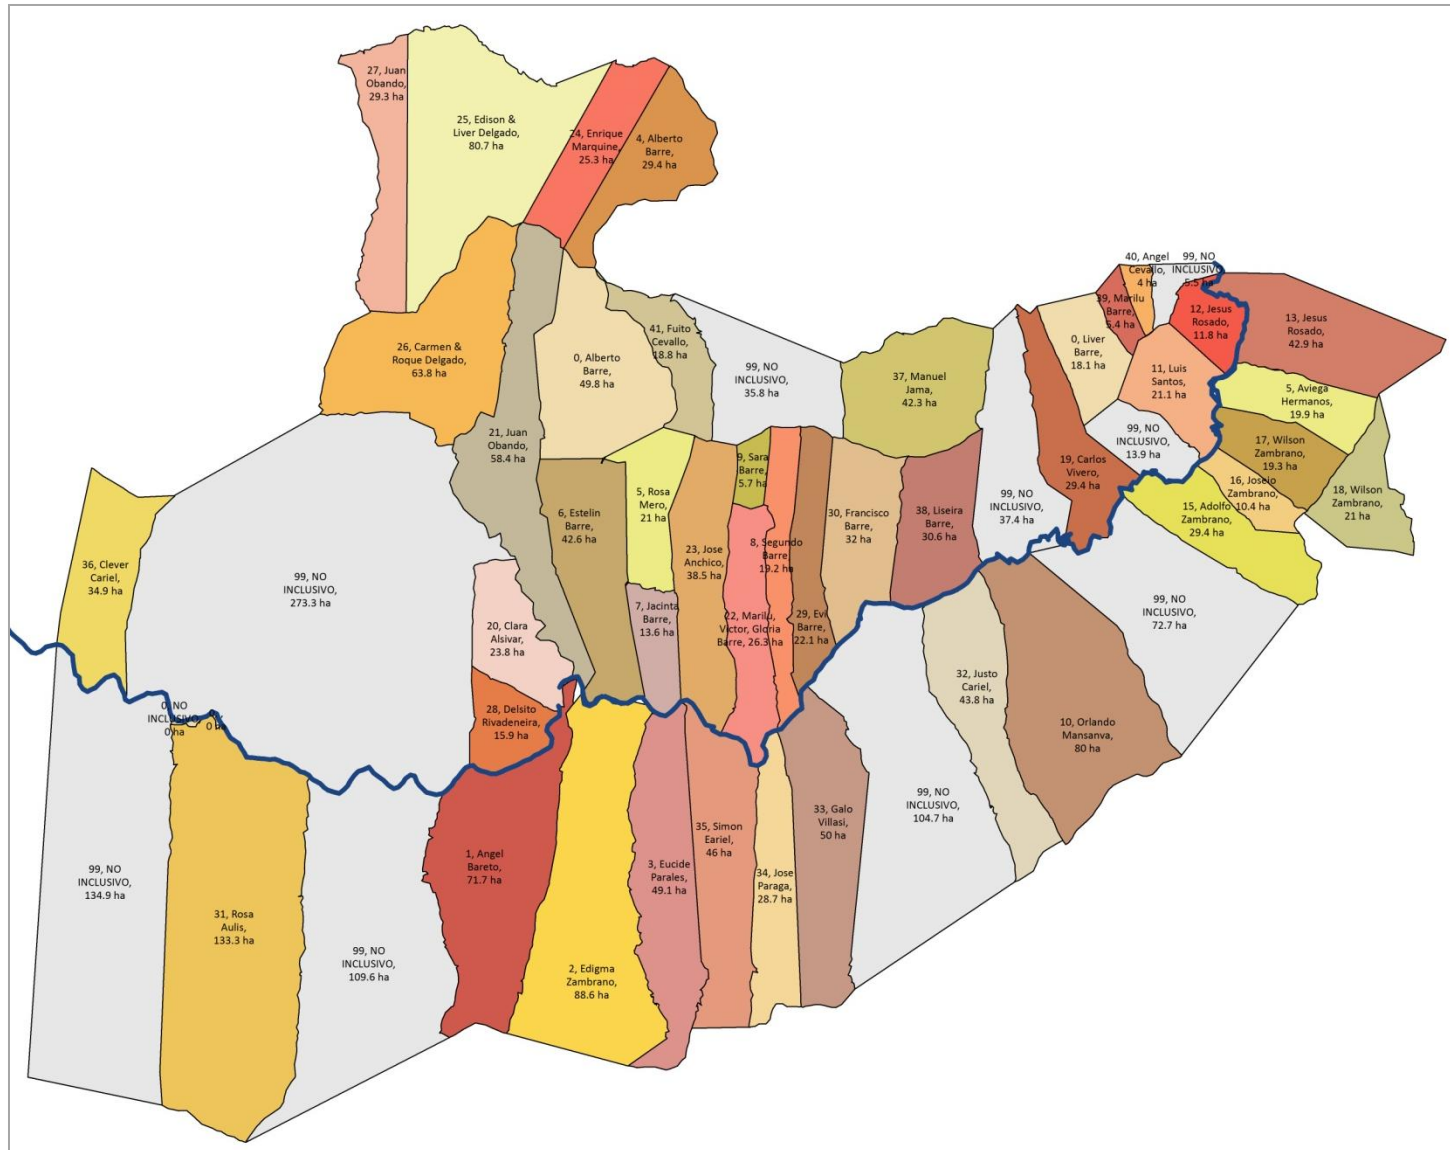 27, Juan
Obando,
29.3 ha
25, Edison &
Liver Delgado,
80.7 ha
24, Enrique
Marquine,
25.3 ha
4, Alberto
Barre,
29.4 ha
40, Angel
Cevallo,
4 ha
99, NO
INCLUSIVO,
5.5 ha
39, Marilu
Barre,
5.4 ha
12, Jesus
Rosado,
11.8 ha
13, Jesus
Rosado,
42.9 ha
26, Carmen &
Roque Delgado,
63.8 ha
0, Alberto
Barre,
49.8 ha
41, Fuito
Cevallo,
18.8 ha
99, NO
INCLUSIVO,
35.8 ha
37, Manuel
Jama,
42.3 ha
0, Liver
Barre,
18.1 ha
11, Luis
Santos,
21.1 ha
5, Aviega
Hermanos,
19.9 ha
21, Juan
Obando,
58.4 ha
99, NO
INCLUSIVO,
13.9 ha
17, Wilson
Zambrano,
19.3 ha
9, Sara
Barre,
5.7 ha
5, Rosa
Mero,
21 ha
19, Carlos
Vivero,
29.4 ha
16, Joselo
Zambrano,
10.4 ha
18, Wilson
Zambrano,
21 ha
6, Estelin
Barre,
42.6 ha
30, Francisco
Barre,
32 ha
38, Liseira
Barre,
30.6 ha
99, NO
INCLUSIVO,
37.4 ha
15, Adolfo
Zambrano,
29.4 ha
23, Jose
Anchico,
38.5 ha
8, Segundo
Barre,
19.2 ha
36, Clever
Cariel,
34.9 ha
99, NO
INCLUSIVO,
273.3 ha
20, Clara
Alsivar,
23.8 ha
7, Jacinta
Barre,
13.6 ha
22, Marilu,
Victor, Gloria
Barre, 26.3 ha
29, Evi
Barre,
22.1 ha
99, NO
INCLUSIVO,
72.7 ha
32, Justo
Cariel,
43.8 ha
28, Delsito
Rivadeneira,
15.9 ha
0, NO
INCLUSIVO,
0 ha
0 ha
10, Orlando
Mansanva,
80 ha
99, NO
INCLUSIVO,
104.7 ha
33, Galo
Villasi,
50 ha
35, Simon
Eariel,
46 ha
1, Angel
Bareto,
71.7 ha
3, Eucide
Parales,
49.1 ha
34, Jose
Paraga,
28.7 ha
99, NO
INCLUSIVO,
134.9 ha
31, Rosa
Aulis,
133.3 ha
99, NO
INCLUSIVO,
109.6 ha
2, Edigma
Zambrano,
88.6 ha